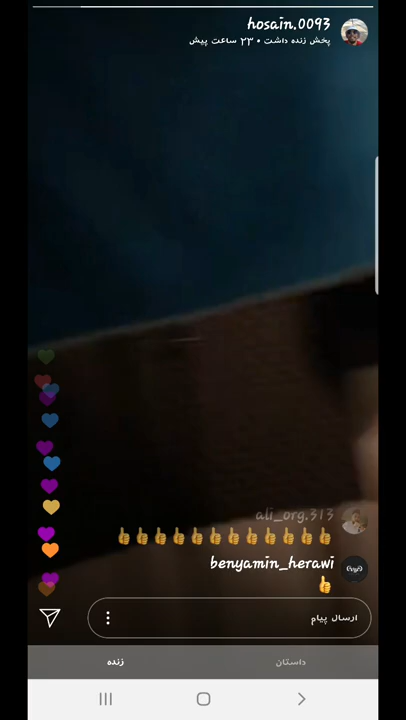 hosain.0093
پخش زنده داشت • ۲۳ ساعت پیش
ali_org.313
👍👍👍👍👍👍👍👍👍👍👍👍
benyamin_herawi
👍
ارسال پیام
زنده
داستان